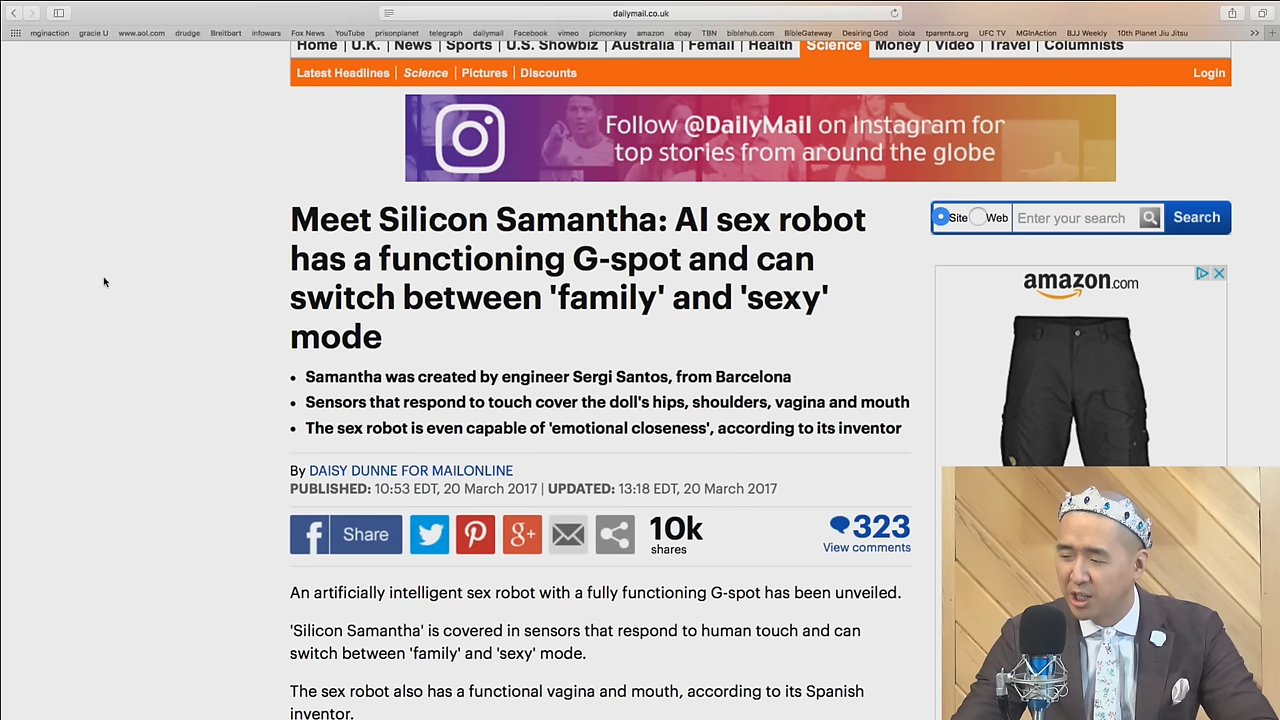 dailymail.co.uk
mginaction gracie U www.aol.com drudge Breitbart infowars Fox News YouTube prisonplanet telegraph dailymail Facebook vimeo picmonkey amazon ebay TBN biblehub.com BibleGateway Desiring God biola tparents.org UFC TV MGInAction BJJ Weekly 10th Planet Jiu Jitsu
Home | U.K. | News | Sports | U.S. Showbiz | Australia | Femail | Health | Science | Money | Video | Travel | Columnists
Latest Headlines | Science | Pictures | Discounts Login
Follow @DailyMail on Instagram for
top stories from around the globe
Meet Silicon Samantha: AI sex robot
has a functioning G-spot and can
switch between 'family' and 'sexy'
mode
Site Web Enter your search Search
amazon.com
• Samantha was created by engineer Sergi Santos, from Barcelona
• Sensors that respond to touch cover the doll's hips, shoulders, vagina and mouth
• The sex robot is even capable of 'emotional closeness', according to its inventor
By DAISY DUNNE FOR MAILONLINE
PUBLISHED: 10:53 EDT, 20 March 2017 | UPDATED: 13:18 EDT, 20 March 2017
f Share g+ 10k 323
shares View comments
An artificially intelligent sex robot with a fully functioning G-spot has been unveiled.
'Silicon Samantha' is covered in sensors that respond to human touch and can
switch between 'family' and 'sexy' mode.
The sex robot also has a functional vagina and mouth, according to its Spanish
inventor.